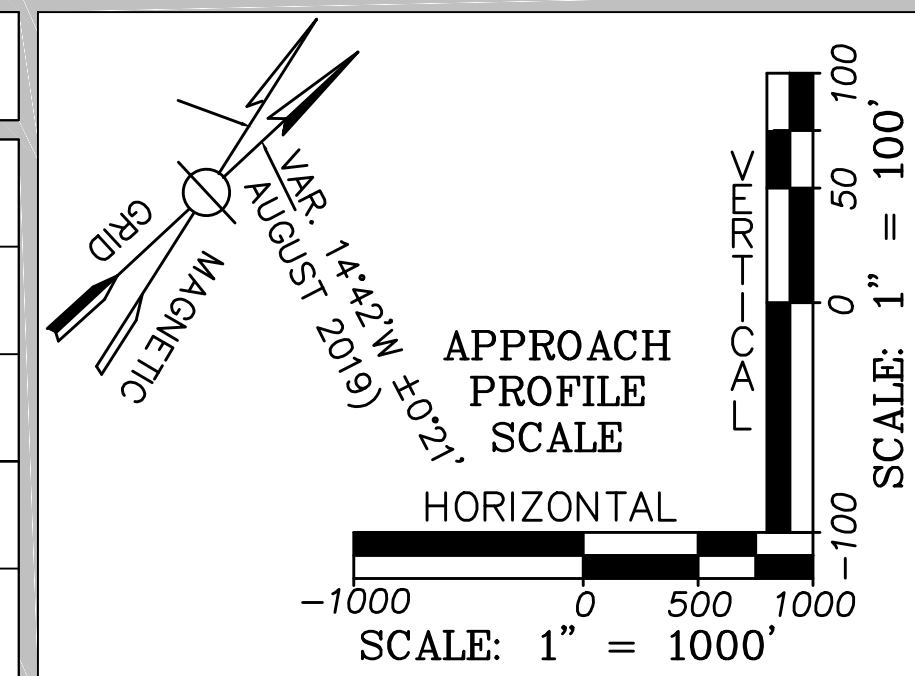 GRID
MAGNETIC
VAR. 14°42'W ±0°21'
AUGUST 2019)
APPROACH
PROFILE
SCALE
VERTICAL
100
50
0
-100
SCALE: 1" = 100'
HORIZONTAL
-1000 0 500 1000
SCALE: 1" = 1000'